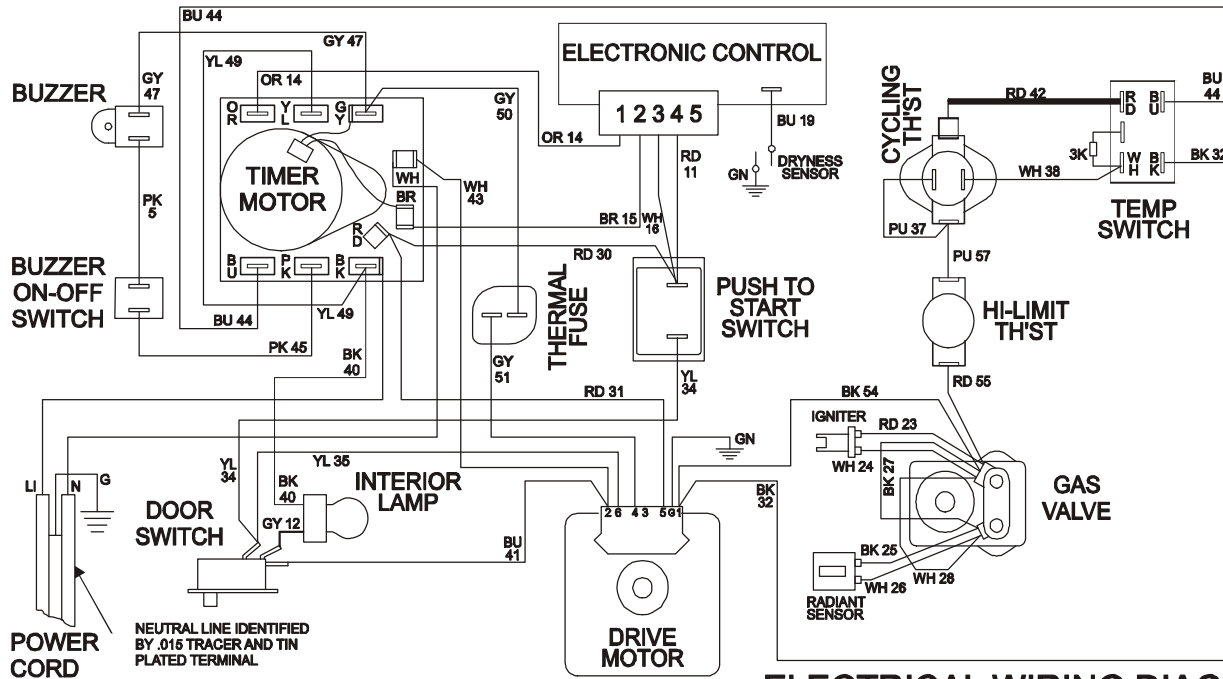 BU 44
GY 47
YL 49
OR 14
BUZZER
GY
47
O
R
Y
L
G
Y
GY
50
ELECTRONIC CONTROL
1 2 3 4 5
OR 14
BU 19
DRYNESS
SENSOR
GN
CYCLING
TH'ST
RD 42
R
D
B
U
BU
44
3K
W
H
B
K
BK 32
WH 38
TEMP
SWITCH
TIMER
MOTOR
WH
BR
R
D
WH
43
RD
11
BR 15
WH
16
RD 30
PK
5
PU 37
PU 57
BUZZER
ON-OFF
SWITCH
B
U
P
K
B
K
BU 44
YL 49
PK 45
BK
40
THERMAL
FUSE
PUSH TO
START
SWITCH
HI-LIMIT
TH'ST
GY
51
YL
34
RD 31
RD 55
BK 54
IGNITER
RD 23
WH 24
BK 27
GN
LI
N
G
YL
34
YL 35
BK
40
INTERIOR
LAMP
DOOR
SWITCH
GY 12
BU
41
2 6 4 3 5 G 1
BK
32
GAS
VALVE
BK 25
WH 26
WH 28
RADIANT
SENSOR
POWER
CORD
NEUTRAL LINE IDENTIFIED
BY .015 TRACER AND TIN
PLATED TERMINAL
DRIVE
MOTOR
ELECTRICAL WIRING DIAG